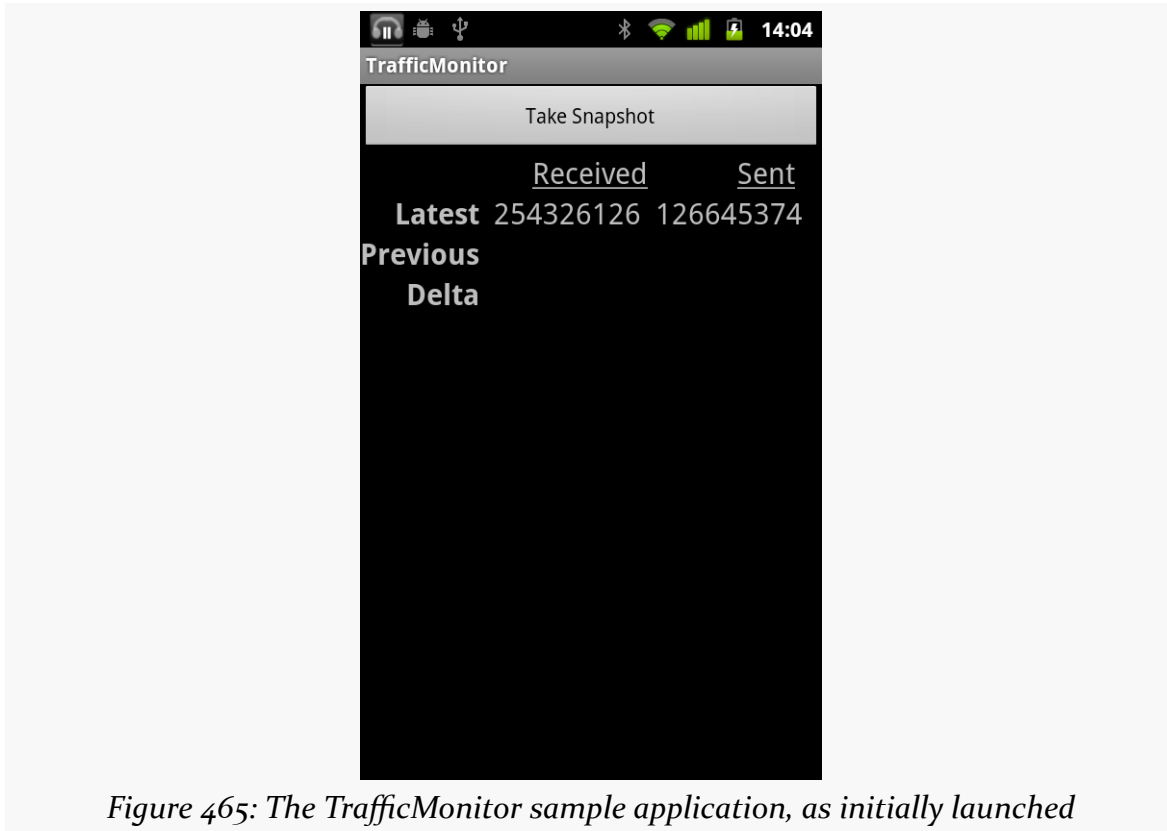 14:04
TrafficMonitor
Take Snapshot
Received Sent
Latest 254326126 126645374
Previous
Delta
Figure 465: The TrafficMonitor sample application, as initially launched